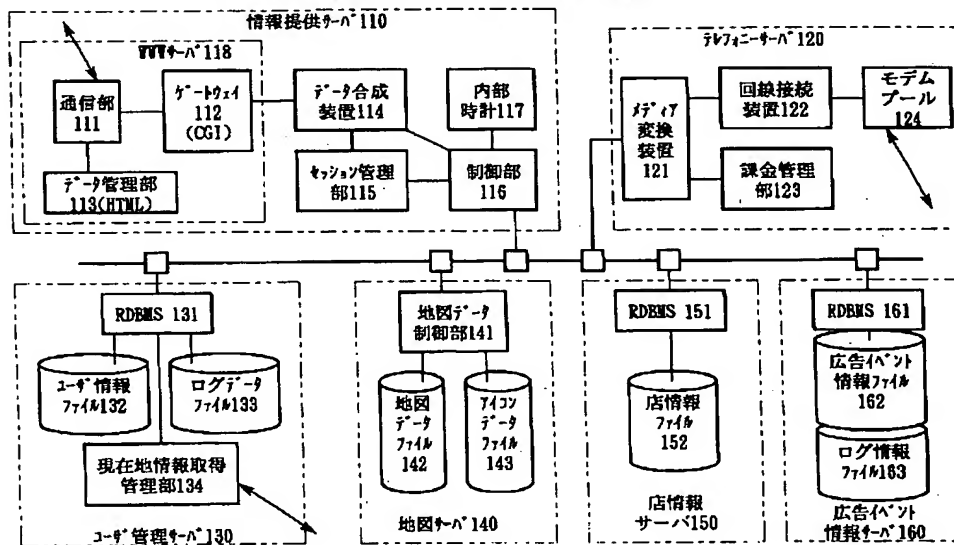 情報提供ｻｰﾊﾞ110
WWWｻｰﾊﾞ118
通信部
111
ｹﾞｰﾄｳｪｲ
112
(CGI)
ﾃﾞｰﾀ管理部
113(HTML)
ﾃﾞｰﾀ合成
装置114
内部
時計117
ｾｯｼｮﾝ管理
部115
制御部
116
ﾃﾚﾌｫﾆｰｻｰﾊﾞ120
ﾒﾃﾞｨｱ
変換
装置
121
回線接続
装置122
モデム
プール
124
課金管理
部123
RDBMS 131
ﾕｰｻﾞ情報
ﾌｧｲﾙ132
ログデータ
ﾌｧｲﾙ133
現在地情報取得
管理部134
ﾕｰｻﾞ管理ｻｰﾊﾞ130
地図データ
制御部141
地図
データ
ﾌｧｲﾙ
142
ｱｲｺﾝ
データ
ﾌｧｲﾙ
143
地図ｻｰﾊﾞ140
RDBMS 151
店情報
ﾌｧｲﾙ
152
店情報
サーバ150
RDBMS 161
広告ｲﾍﾞﾝﾄ
情報ﾌｧｲﾙ
162
ログ情報
ﾌｧｲﾙ163
広告ｲﾍﾞﾝﾄ
情報ｻｰﾊﾞ160